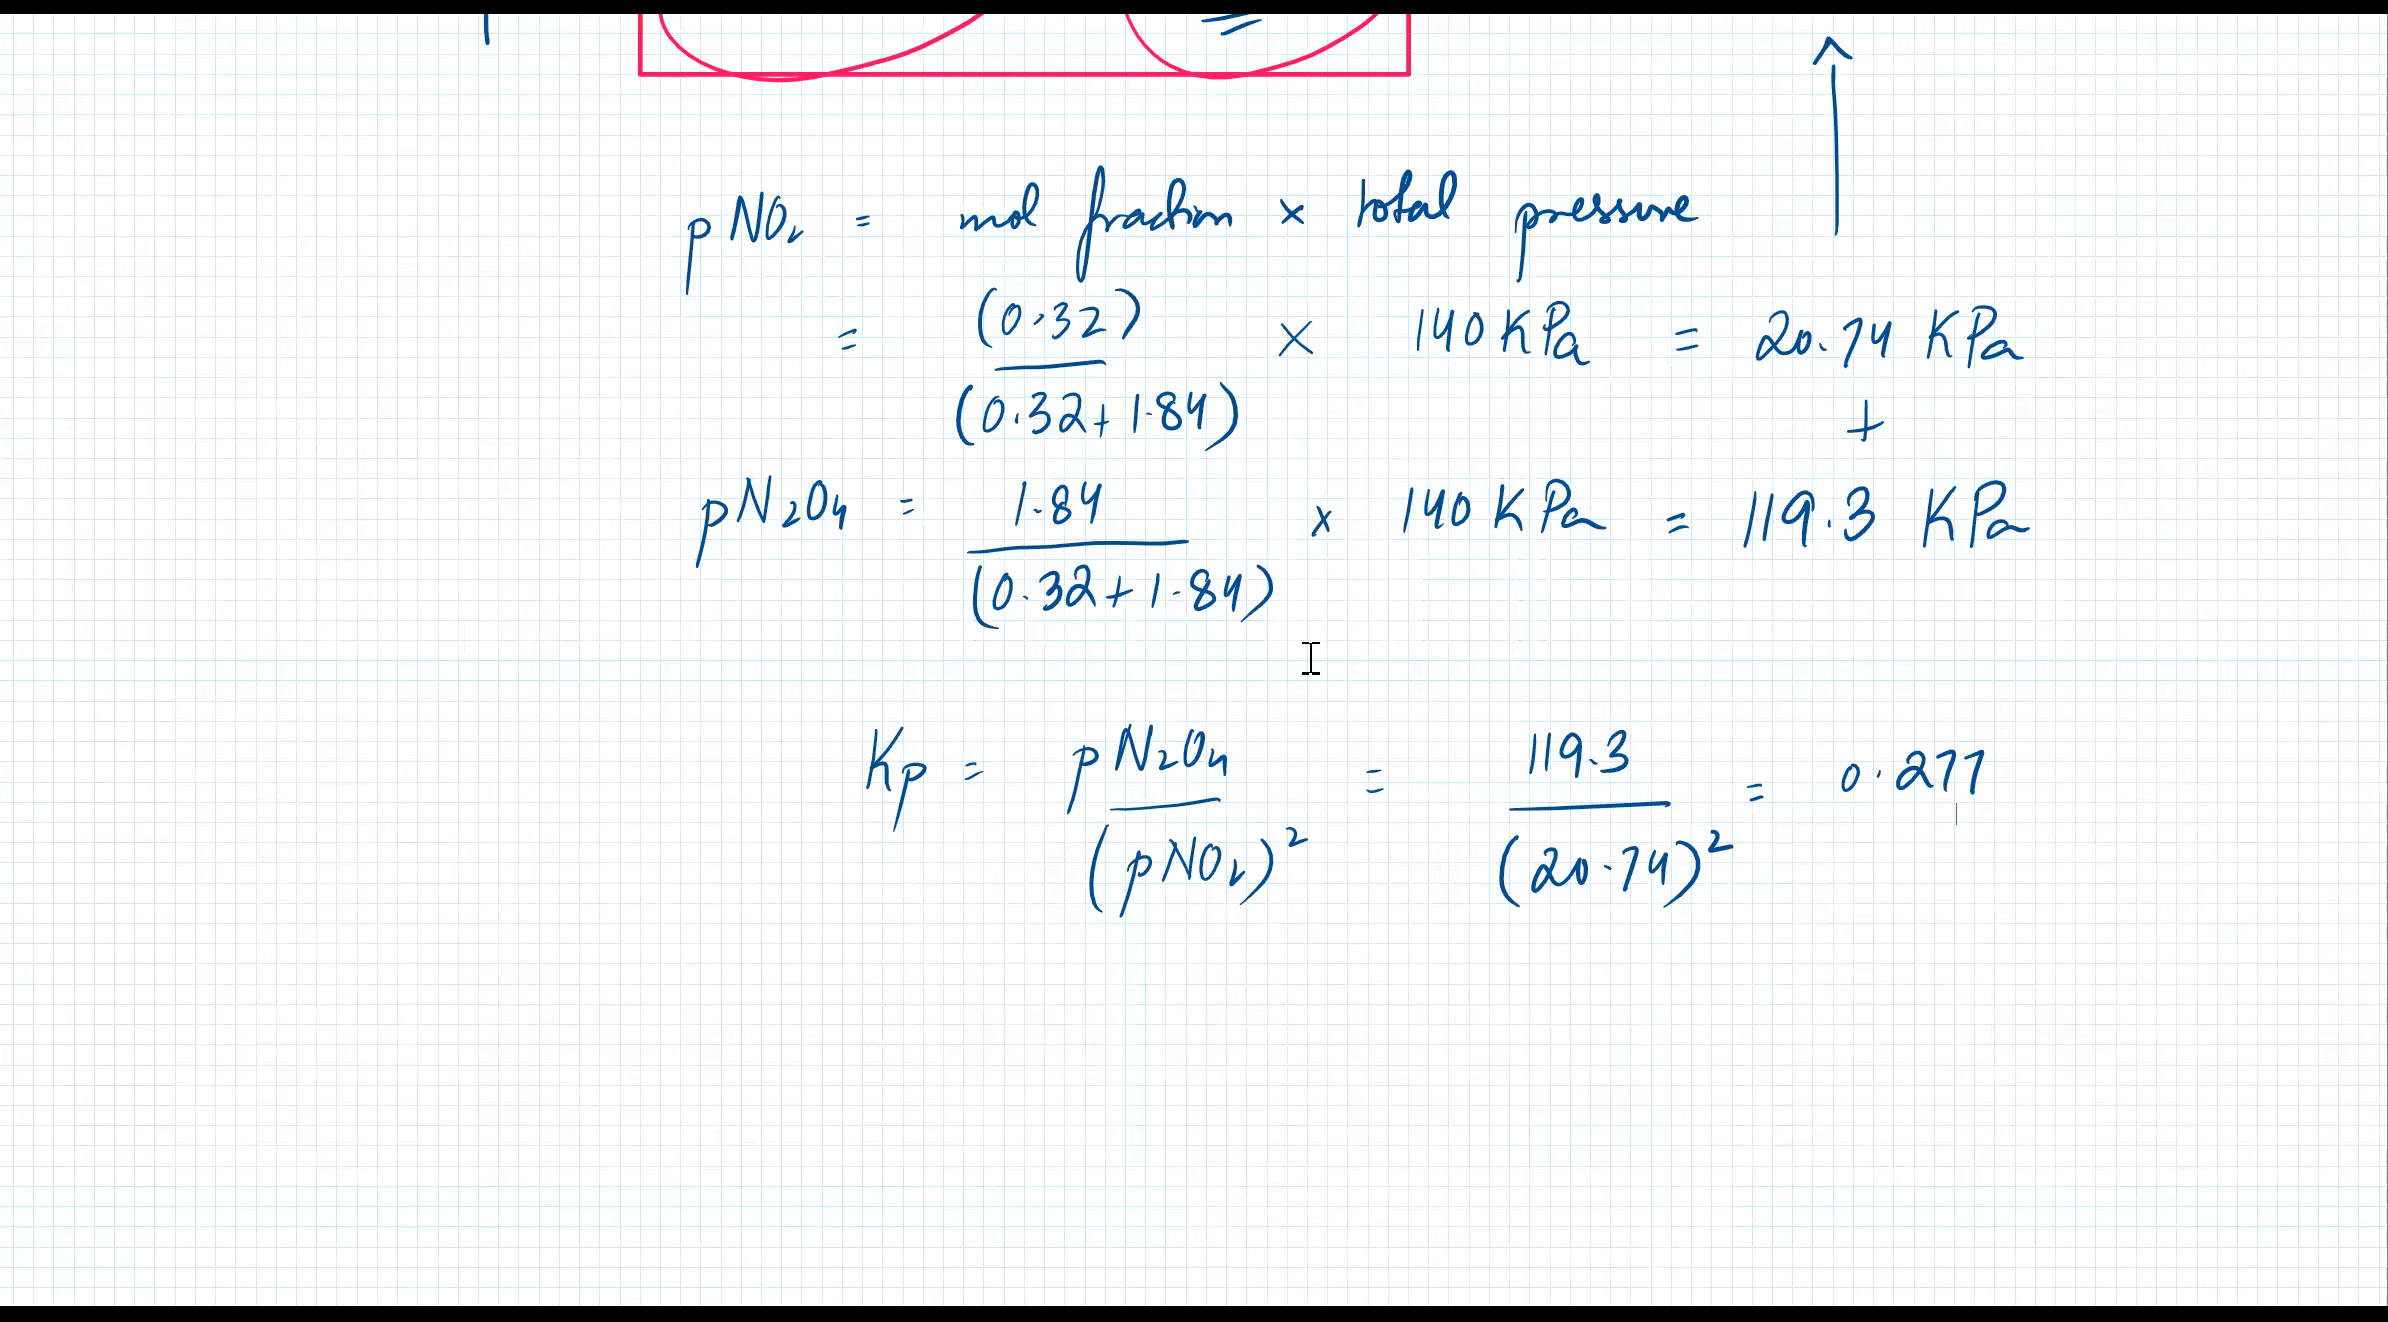 pNO₂ = mol fraction × total pressure
= (0.32) / (0.32 + 1.84) × 140 KPa = 20.74 KPa
+
pN₂O₄ = 1.84 / (0.32 + 1.84) × 140 KPa = 119.3 KPa
Kp = pN₂O₄ / (pNO₂)² = 119.3 / (20.74)² = 0.277